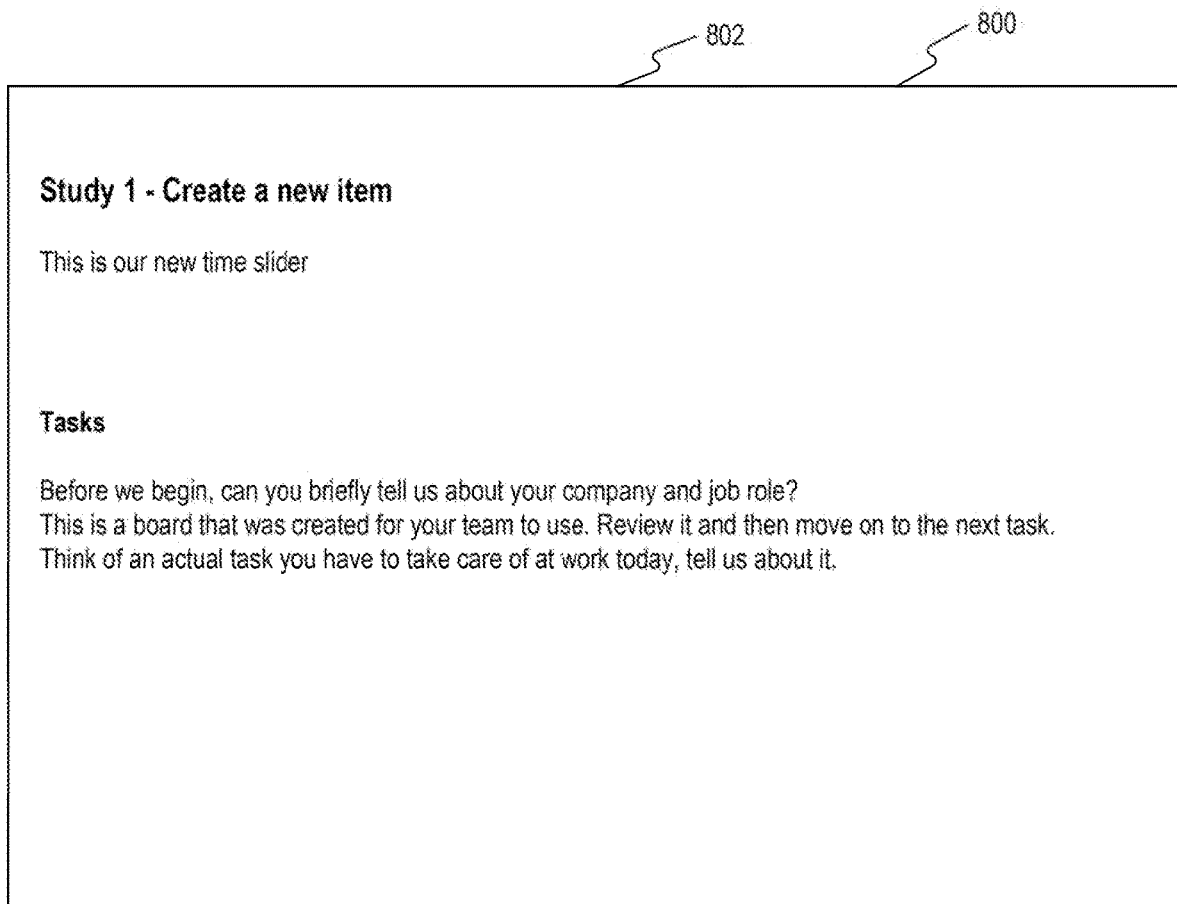 802
800
Study 1 - Create a new item
This is our new time slider
Tasks
Before we begin, can you briefly tell us about your company and job role?
This is a board that was created for your team to use. Review it and then move on to the next task.
Think of an actual task you have to take care of at work today, tell us about it.